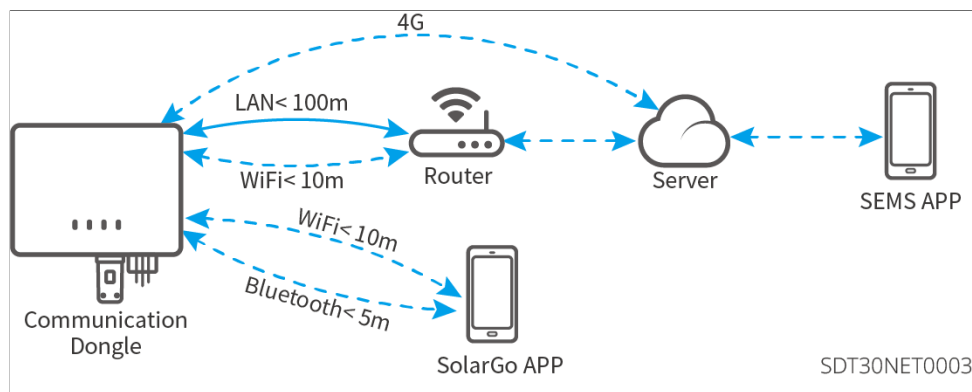 4G
LAN< 100m
WiFi< 10m
Router
Server
SEMS APP
WiFi< 10m
Bluetooth< 5m
Communication
Dongle
SolarGo APP
SDT30NET0003